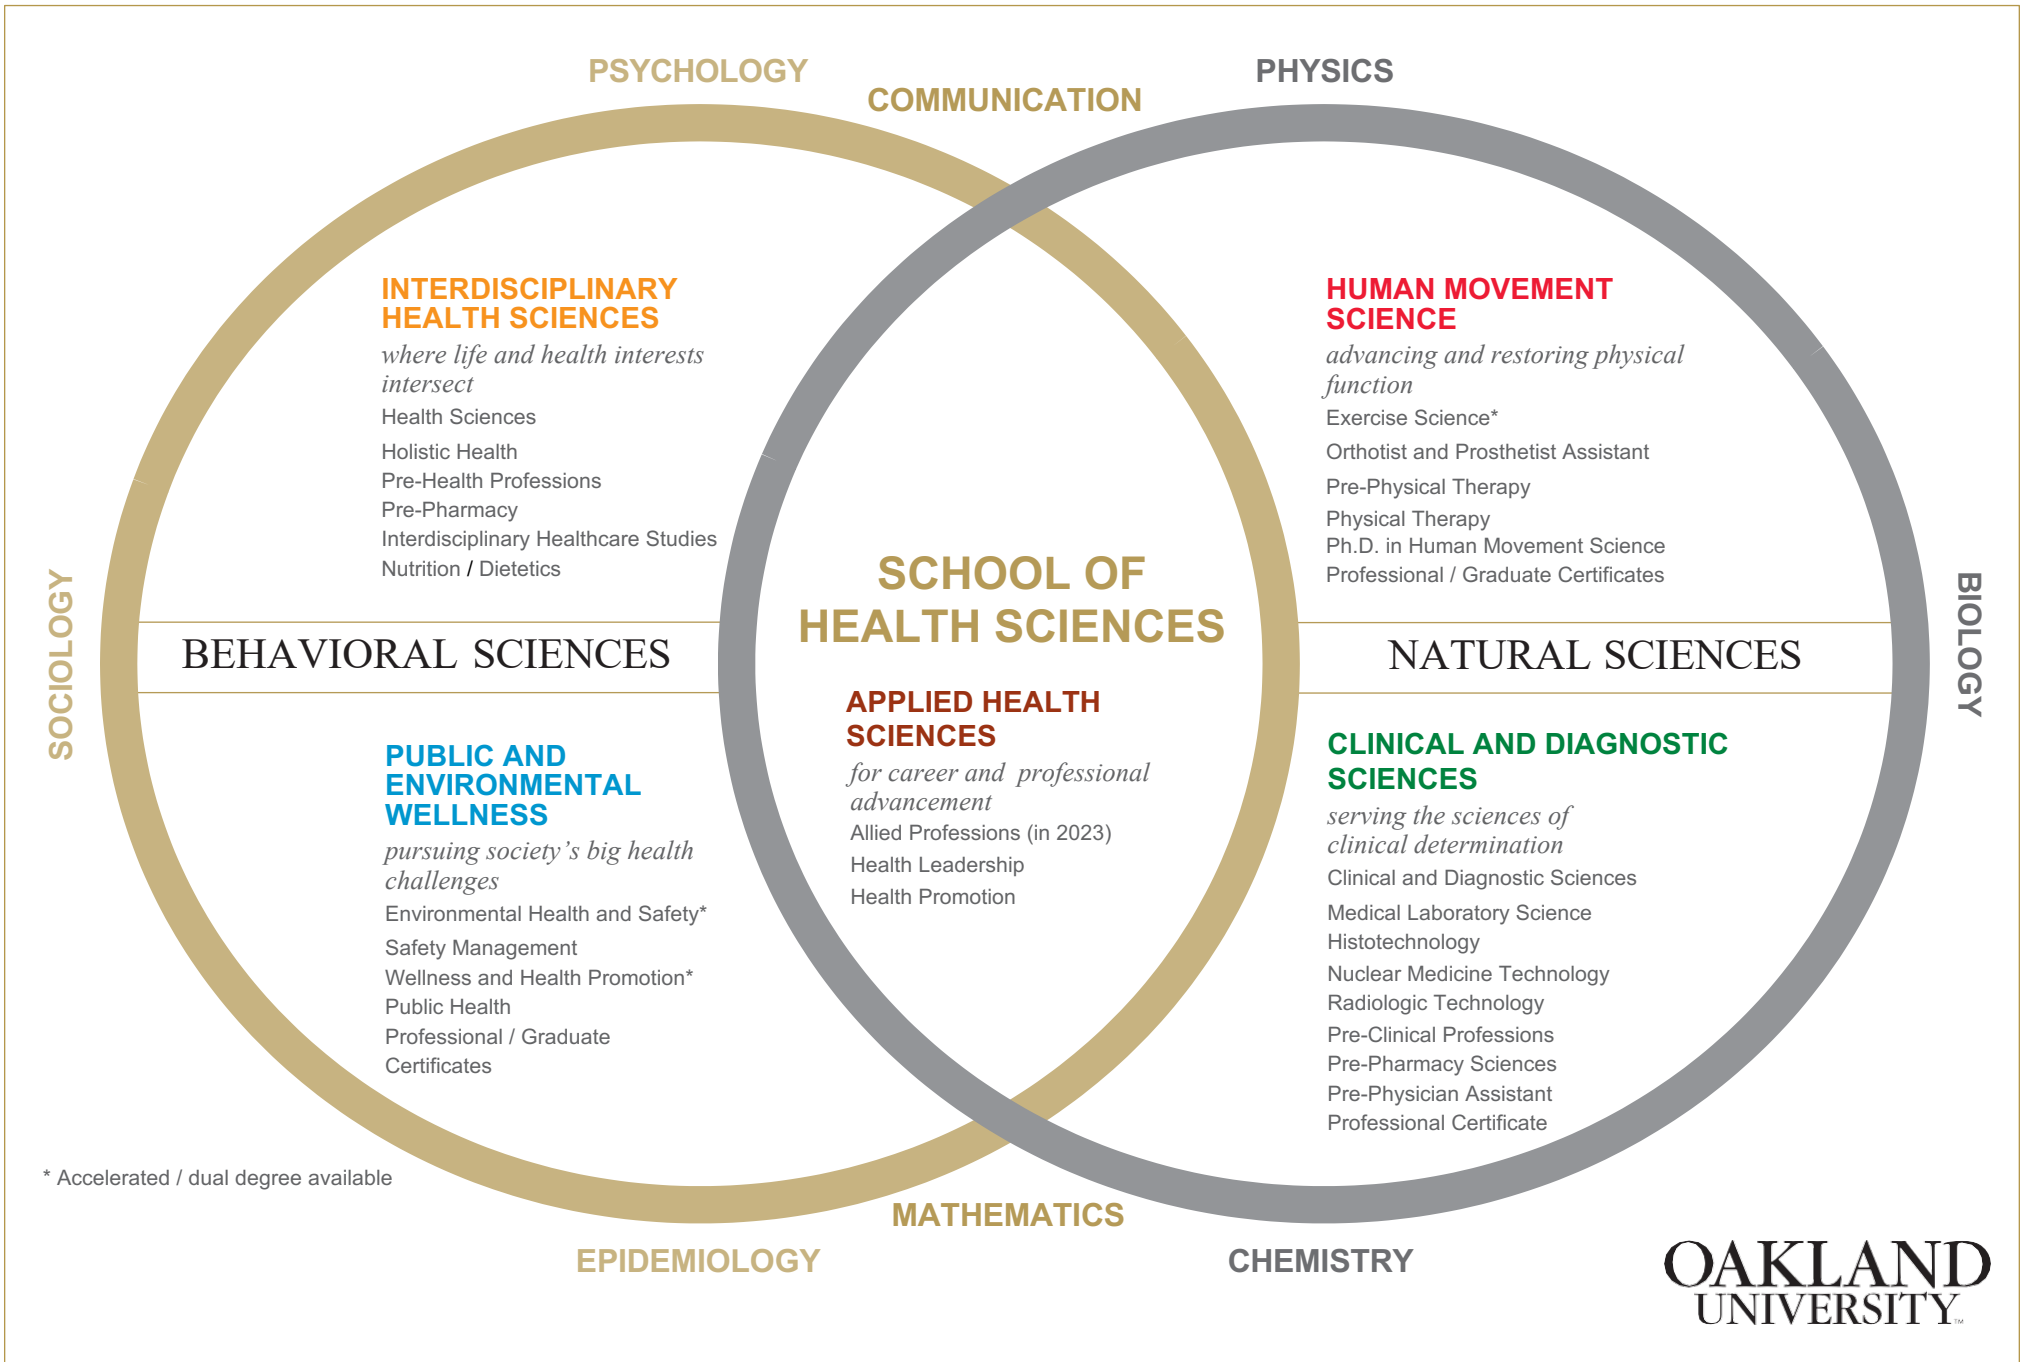 PSYCHOLOGY
COMMUNICATION
PHYSICS
INTERDISCIPLINARY
HEALTH SCIENCES
where life and health interests
intersect
Health Sciences
Holistic Health
Pre-Health Professions
Pre-Pharmacy
Interdisciplinary Healthcare Studies
Nutrition / Dietetics
HUMAN MOVEMENT
SCIENCE
advancing and restoring physical
function
Exercise Science*
Orthotist and Prosthetist Assistant
Pre-Physical Therapy
Physical Therapy
Ph.D. in Human Movement Science
Professional / Graduate Certificates
SOCIOLOGY
BEHAVIORAL SCIENCES
SCHOOL OF
HEALTH SCIENCES
NATURAL SCIENCES
BIOLOGY
APPLIED HEALTH
SCIENCES
for career and professional
advancement
Allied Professions (in 2023)
Health Leadership
Health Promotion
PUBLIC AND
ENVIRONMENTAL
WELLNESS
pursuing society’s big health
challenges
Environmental Health and Safety*
Safety Management
Wellness and Health Promotion*
Public Health
Professional / Graduate
Certificates
CLINICAL AND DIAGNOSTIC
SCIENCES
serving the sciences of
clinical determination
Clinical and Diagnostic Sciences
Medical Laboratory Science
Histotechnology
Nuclear Medicine Technology
Radiologic Technology
Pre-Clinical Professions
Pre-Pharmacy Sciences
Pre-Physician Assistant
Professional Certificate
* Accelerated / dual degree available
MATHEMATICS
EPIDEMIOLOGY
CHEMISTRY
OAKLAND
UNIVERSITY™